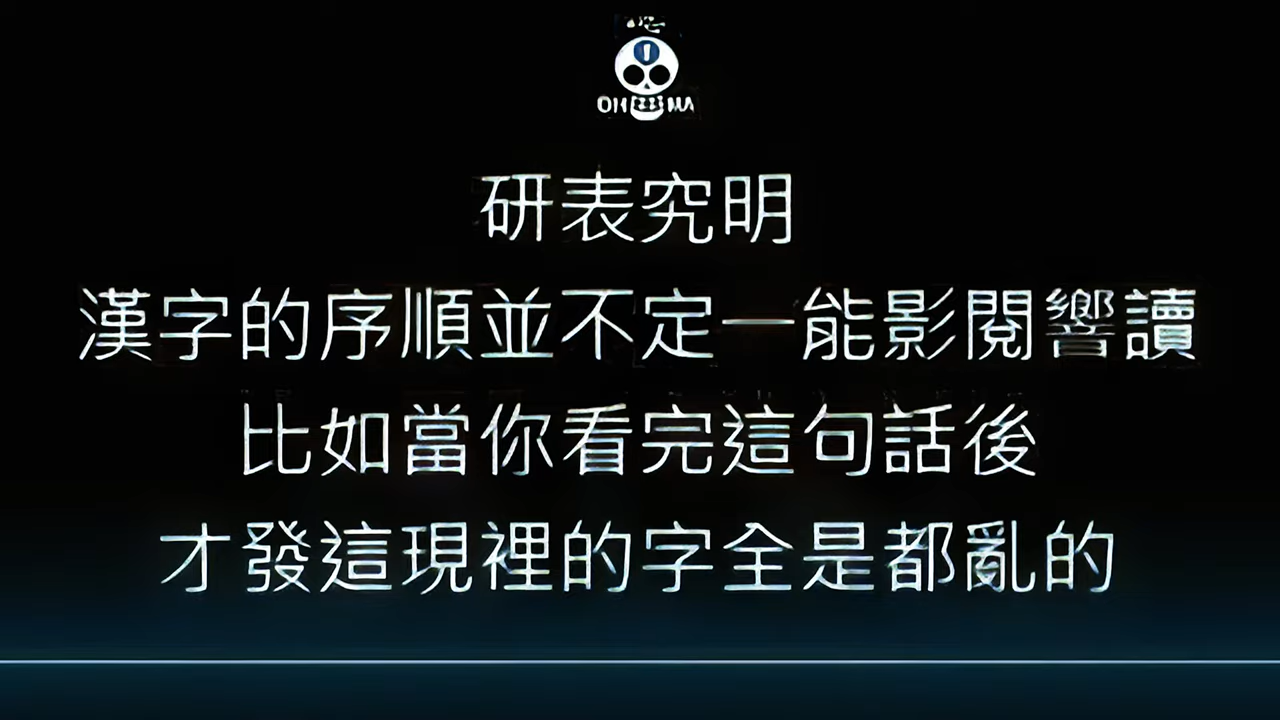 研表究明
漢字的序順並不定一能影閱響讀
比如當你看完這句話後
才發這現裡的字全是都亂的